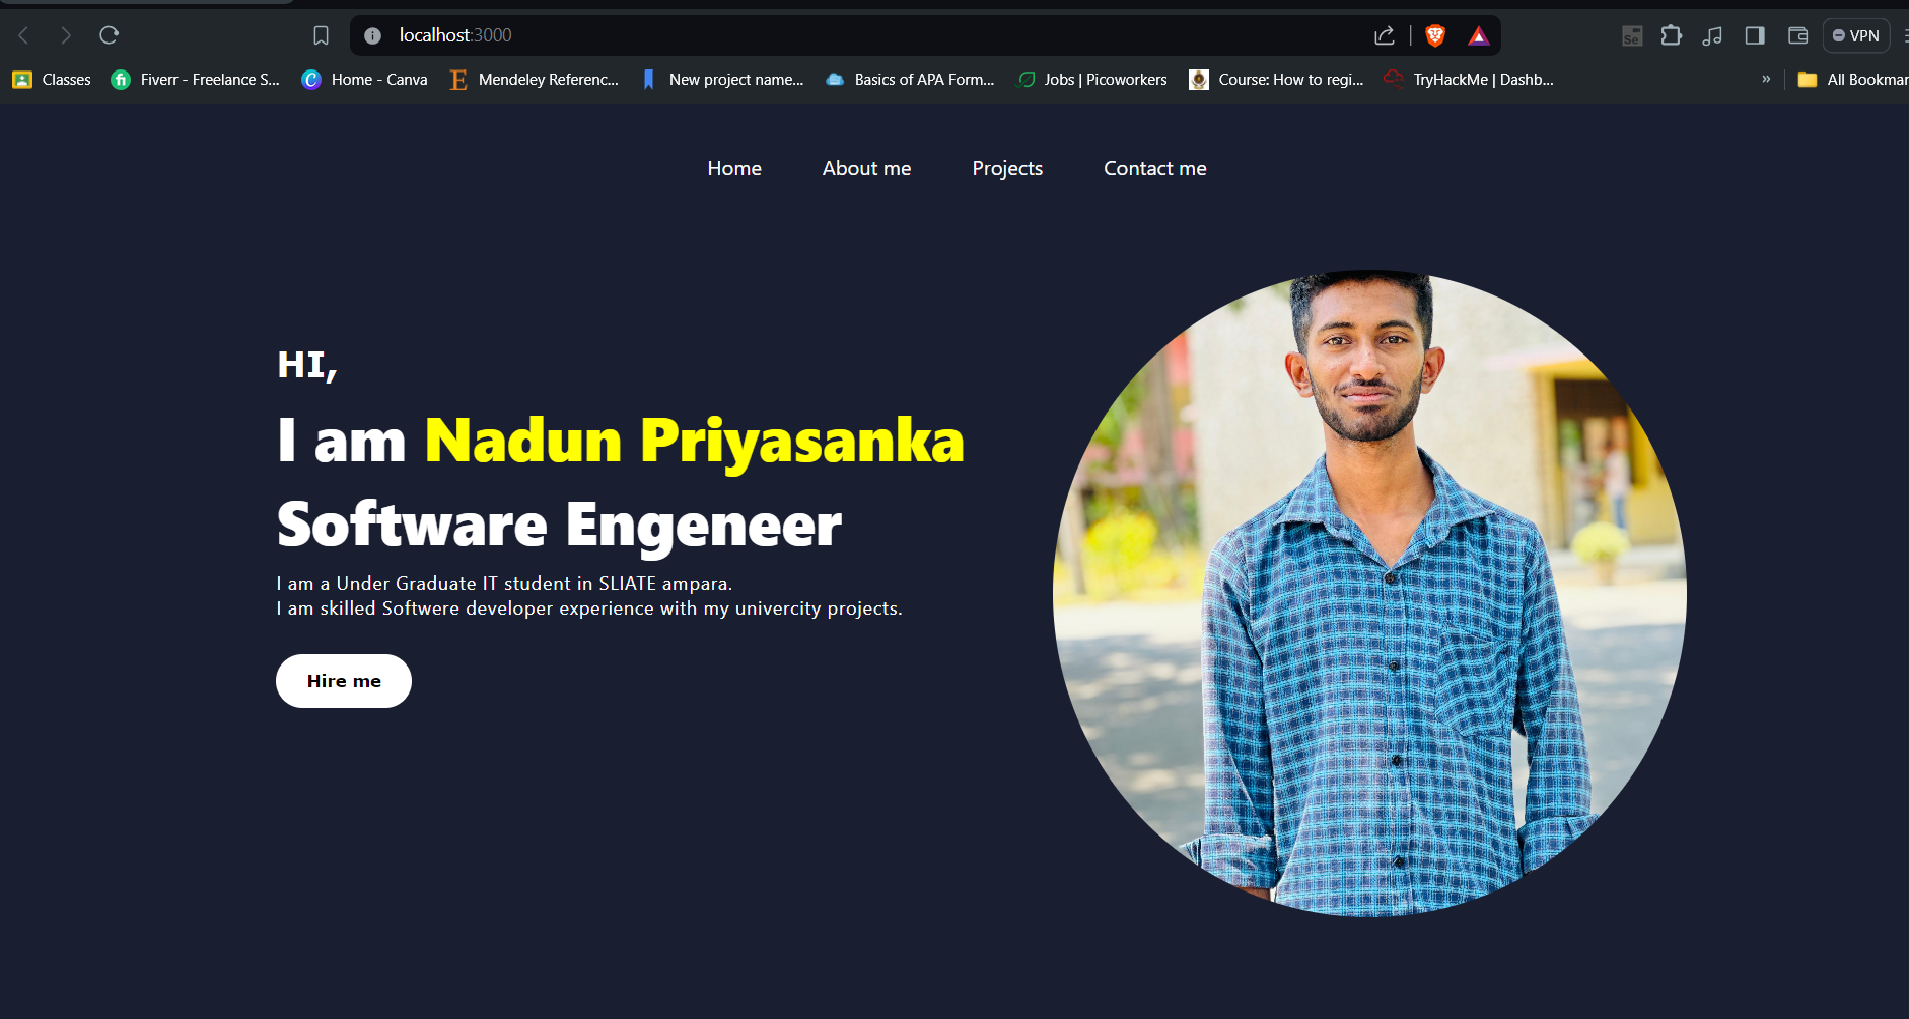 localhost:3000
VPN
Classes
Fiverr - Freelance S...
Home - Canva
Mendeley Referenc...
New project name...
Basics of APA Form...
Jobs | Picoworkers
Course: How to regi...
TryHackMe | Dashb...
»
All Bookmar
Home
About me
Projects
Contact me
HI,
I am Nadun Priyasanka
Software Engeneer
I am a Under Graduate IT student in SLIATE ampara.
I am skilled Softwere developer experience with my univercity projects.
Hire me